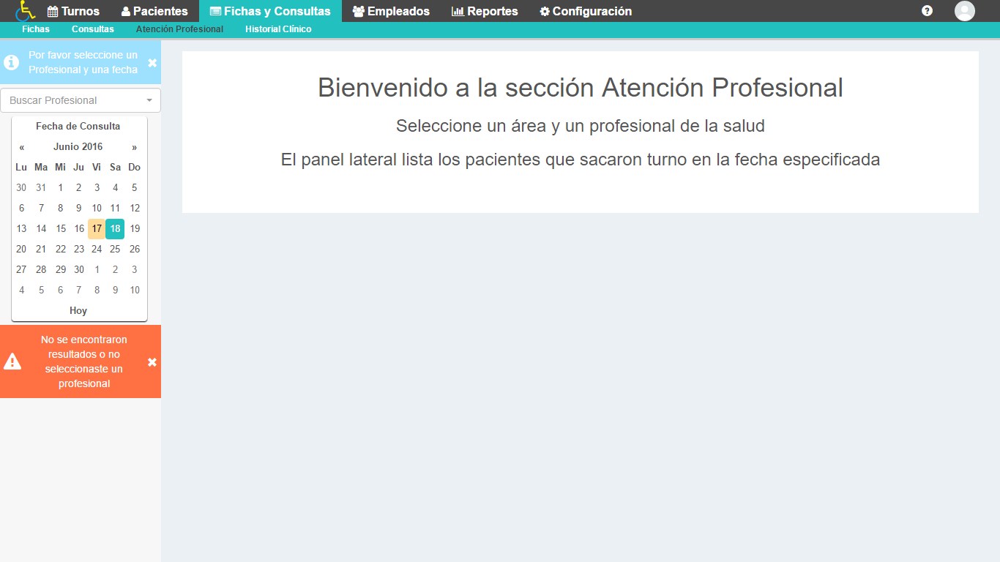 Turnos Pacientes Fichas y Consultas Empleados Reportes Configuración
Fichas Consultas Atención Profesional Historial Clínico
Por favor seleccione un
Profesional y una fecha
Buscar Profesional
Fecha de Consulta
« Junio 2016 »
Lu Ma Mi Ju Vi Sa Do
30 31 1 2 3 4 5
6 7 8 9 10 11 12
13 14 15 16 17 18 19
20 21 22 23 24 25 26
27 28 29 30 1 2 3
4 5 6 7 8 9 10
Hoy
No se encontraron
resultados o no
seleccionaste un
profesional
Bienvenido a la sección Atención Profesional
Seleccione un área y un profesional de la salud
El panel lateral lista los pacientes que sacaron turno en la fecha especificada